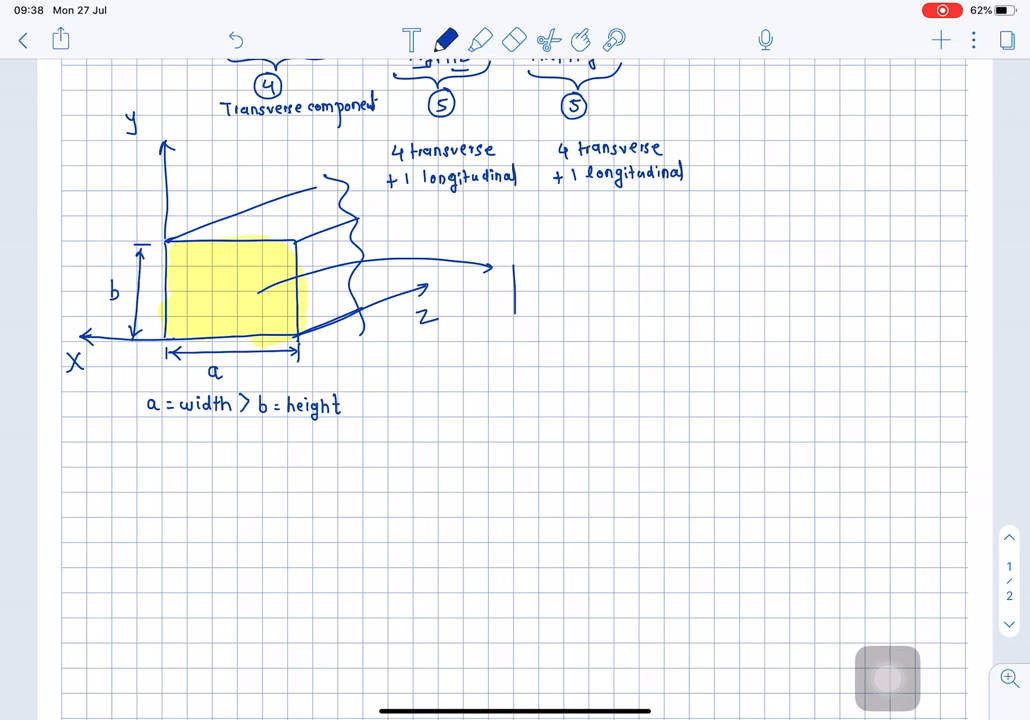 09:38 Mon 27 Jul
62%
T
4
5
5
Transverse component
4 transverse
+ 1 longitudinal
4 transverse
+ 1 longitudinal
y
b
z
X
a
a = width > b = height
1
/
2